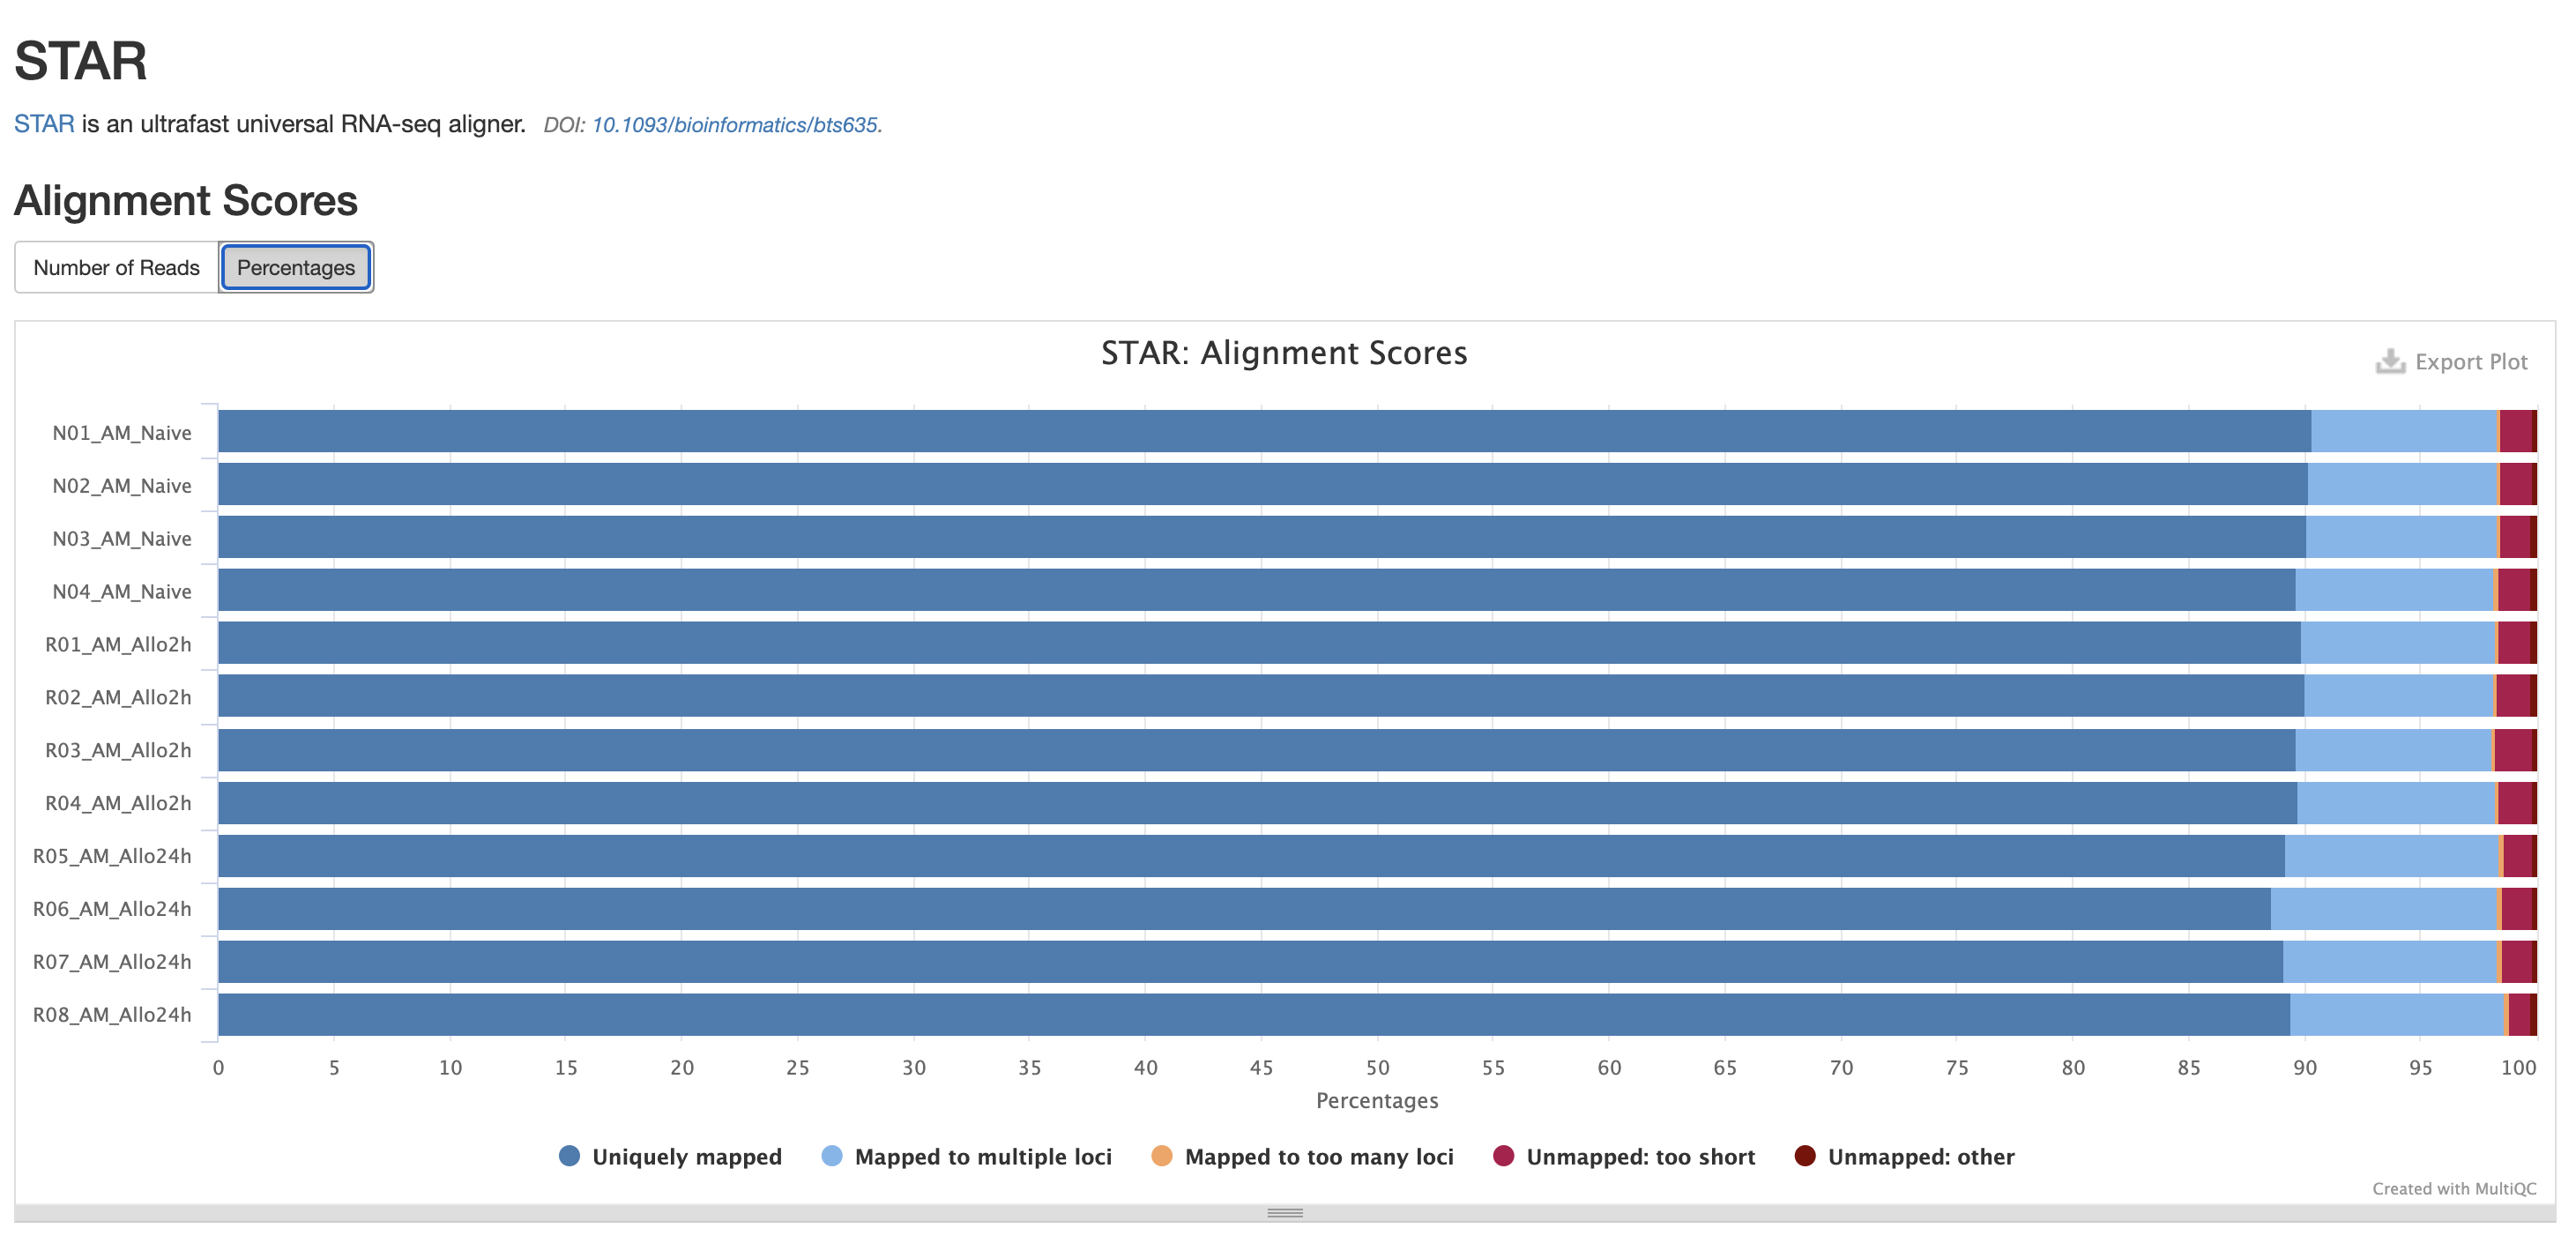 STAR
STAR is an ultrafast universal RNA-seq aligner. DOI: 10.1093/bioinformatics/bts635.
Alignment Scores
Number of Reads Percentages
STAR: Alignment Scores
Export Plot
N01_AM_Naive
N02_AM_Naive
N03_AM_Naive
N04_AM_Naive
R01_AM_Allo2h
R02_AM_Allo2h
R03_AM_Allo2h
R04_AM_Allo2h
R05_AM_Allo24h
R06_AM_Allo24h
R07_AM_Allo24h
R08_AM_Allo24h
0 5 10 15 20 25 30 35 40 45 50 55 60 65 70 75 80 85 90 95 100
Percentages
Uniquely mapped Mapped to multiple loci Mapped to too many loci Unmapped: too short Unmapped: other
Created with MultiQC